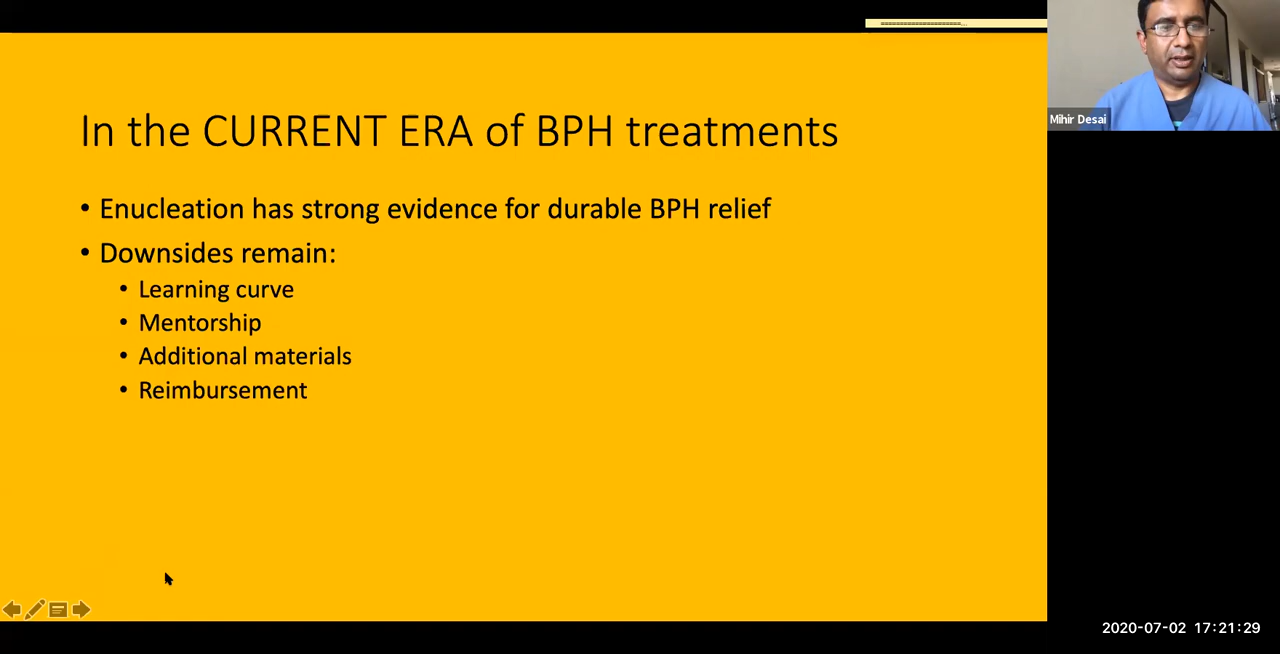 In the CURRENT ERA of BPH treatments
• Enucleation has strong evidence for durable BPH relief
• Downsides remain:
• Learning curve
• Mentorship
• Additional materials
• Reimbursement
Mihir Desai
2020-07-02 17:21:29